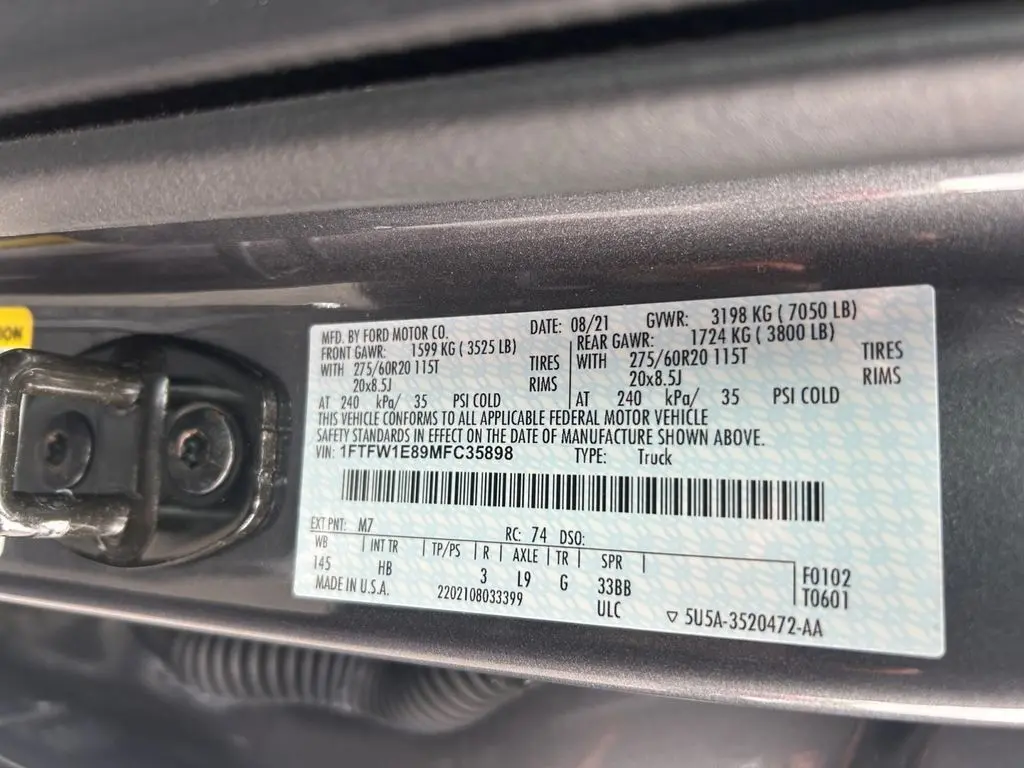 ION
MFD. BY FORD MOTOR CO. DATE: 08/21 GVWR: 3198 KG ( 7050 LB)
FRONT GAWR: 1599 KG ( 3525 LB) REAR GAWR: 1724 KG ( 3800 LB)
WITH 275/60R20 115T TIRES WITH 275/60R20 115T TIRES
20x8.5J RIMS 20x8.5J RIMS
AT 240 kPa/ 35 PSI COLD AT 240 kPa/ 35 PSI COLD
THIS VEHICLE CONFORMS TO ALL APPLICABLE FEDERAL MOTOR VEHICLE
SAFETY STANDARDS IN EFFECT ON THE DATE OF MANUFACTURE SHOWN ABOVE.
VIN: 1FTFW1E89MFC35898 TYPE: Truck
EXT PNT: M7 RC: 74 DSO:
WB INT TR TP/PS R AXLE TR SPR
145 HB 3 L9 G 33BB F0102
MADE IN U.S.A. 2202108033399 ULC T0601
5U5A-3520472-AA